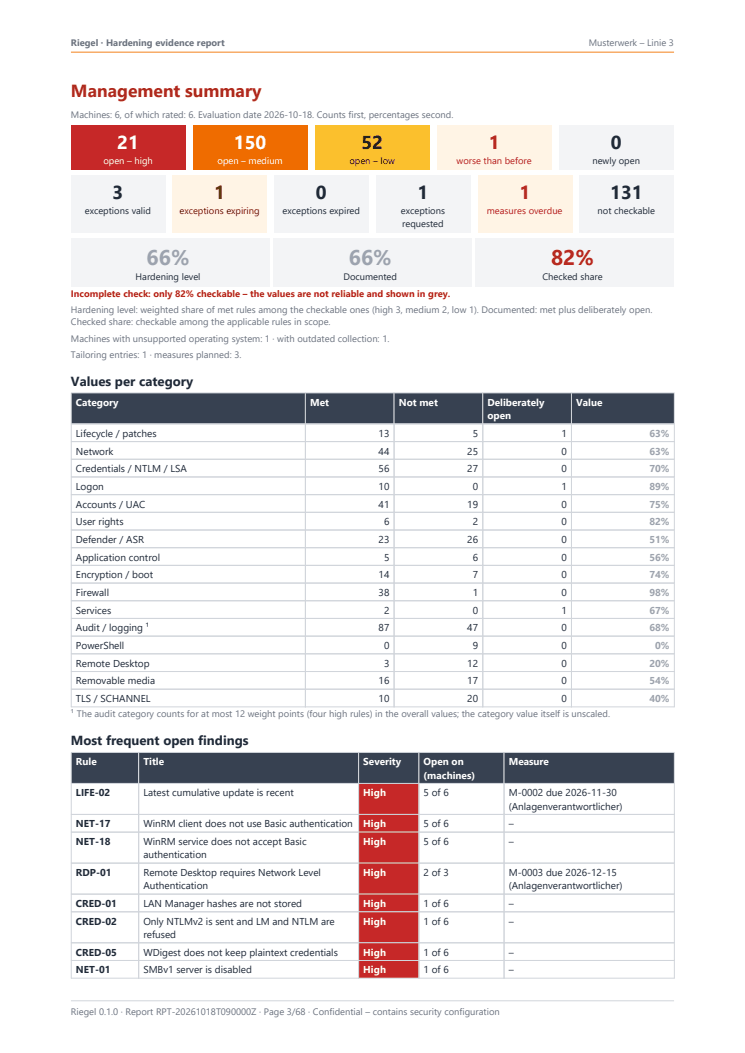 Riegel · Hardening evidence report
Musterwerk – Linie 3
Management summary
Machines: 6, of which rated: 6. Evaluation date 2026-10-18. Counts first, percentages second.
21
open – high
150
open – medium
52
open – low
1
worse than before
0
newly open
3
exceptions valid
1
exceptions expiring
0
exceptions expired
1
exceptions
requested
1
measures overdue
131
not checkable
66%
Hardening level
66%
Documented
82%
Checked share
Incomplete check: only 82% checkable – the values are not reliable and shown in grey.
Hardening level: weighted share of met rules among the checkable ones (high 3, medium 2, low 1). Documented: met plus deliberately open.
Checked share: checkable among the applicable rules in scope.
Machines with unsupported operating system: 1 · with outdated collection: 1.
Tailoring entries: 1 · measures planned: 3.
Values per category
Category Met Not met Deliberately open Value
Lifecycle / patches 13 5 1 63%
Network 44 25 0 63%
Credentials / NTLM / LSA 56 27 0 70%
Logon 10 0 1 89%
Accounts / UAC 41 19 0 75%
User rights 6 2 0 82%
Defender / ASR 23 26 0 51%
Application control 5 6 0 56%
Encryption / boot 14 7 0 74%
Firewall 38 1 0 98%
Services 2 0 1 67%
Audit / logging ¹ 87 47 0 68%
PowerShell 0 9 0 0%
Remote Desktop 3 12 0 20%
Removable media 16 17 0 54%
TLS / SCHANNEL 10 20 0 40%
¹ The audit category counts for at most 12 weight points (four high rules) in the overall values; the category value itself is unscaled.
Most frequent open findings
Rule Title Severity Open on (machines) Measure
LIFE-02 Latest cumulative update is recent High 5 of 6 M-0002 due 2026-11-30
(Anlagenverantwortlicher)
NET-17 WinRM client does not use Basic authentication High 5 of 6 –
NET-18 WinRM service does not accept Basic High 5 of 6 –
authentication
RDP-01 Remote Desktop requires Network Level High 2 of 3 M-0003 due 2026-12-15
Authentication (Anlagenverantwortlicher)
CRED-01 LAN Manager hashes are not stored High 1 of 6 –
CRED-02 Only NTLMv2 is sent and LM and NTLM are High 1 of 6 –
refused
CRED-05 WDigest does not keep plaintext credentials High 1 of 6 –
NET-01 SMBv1 server is disabled High 1 of 6 –
Riegel 0.1.0 · Report RPT-20261018T090000Z · Page 3/68 · Confidential – contains security configuration